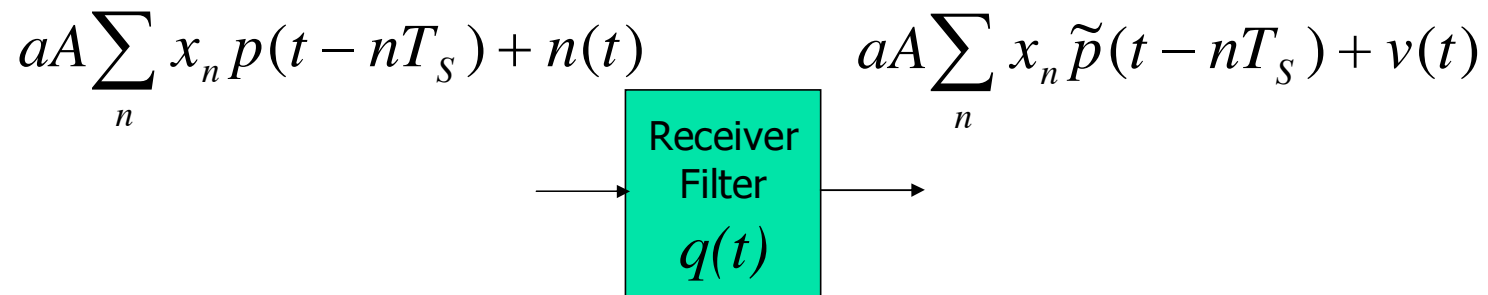 aA∑ₙ xₙ p(t − nT_S) + n(t)
aA∑ₙ xₙ p̃(t − nT_S) + v(t)
Receiver
Filter
q(t)